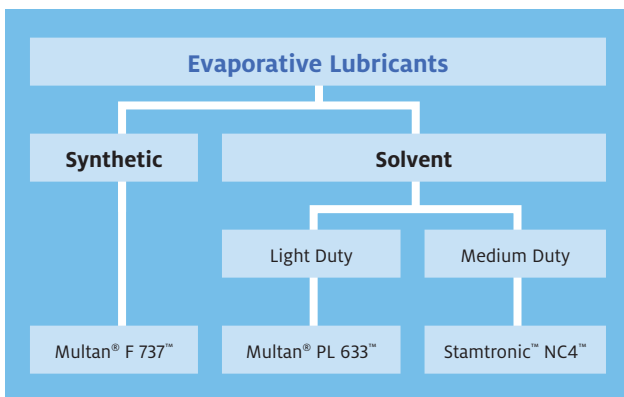 Evaporative Lubricants
Synthetic
Solvent
Light Duty
Medium Duty
Multan® F 737™
Multan® PL 633™
Stamtronic™ NC4™